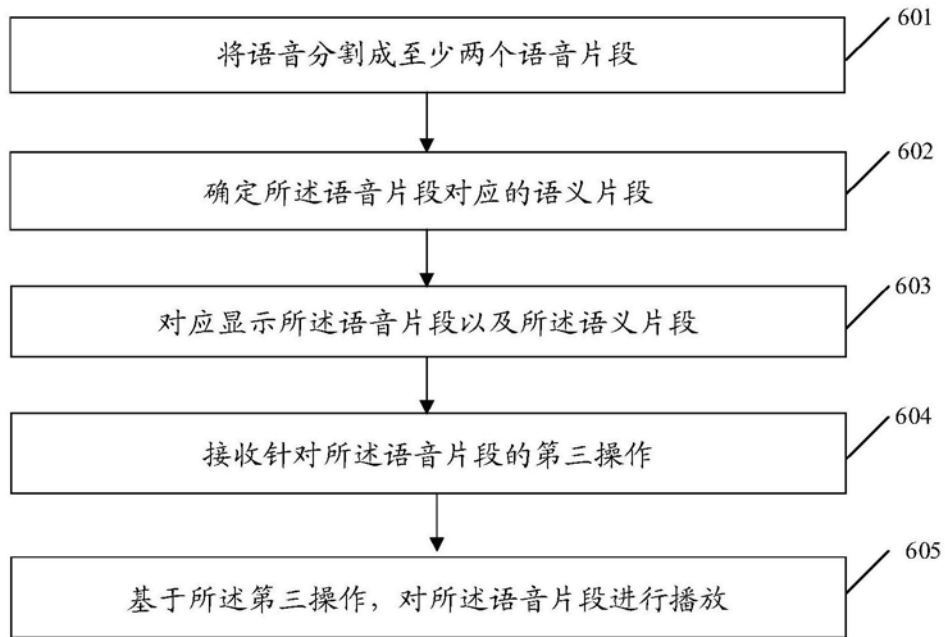 601
将语音分割成至少两个语音片段
602
确定所述语音片段对应的语义片段
603
对应显示所述语音片段以及所述语义片段
604
接收针对所述语音片段的第三操作
605
基于所述第三操作，对所述语音片段进行播放